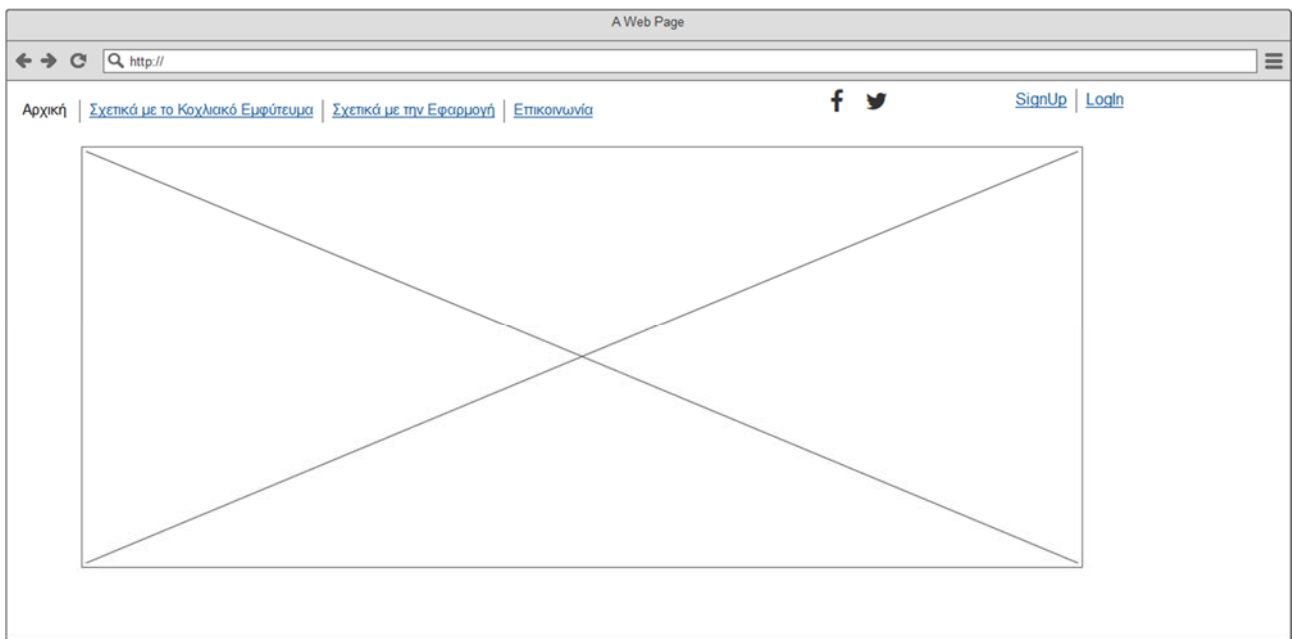 A Web Page
http://
Αρχική | Σχετικά με το Κοχλιακό Εμφύτευμα | Σχετικά με την Εφαρμογή | Επικοινωνία
SignUp | LogIn